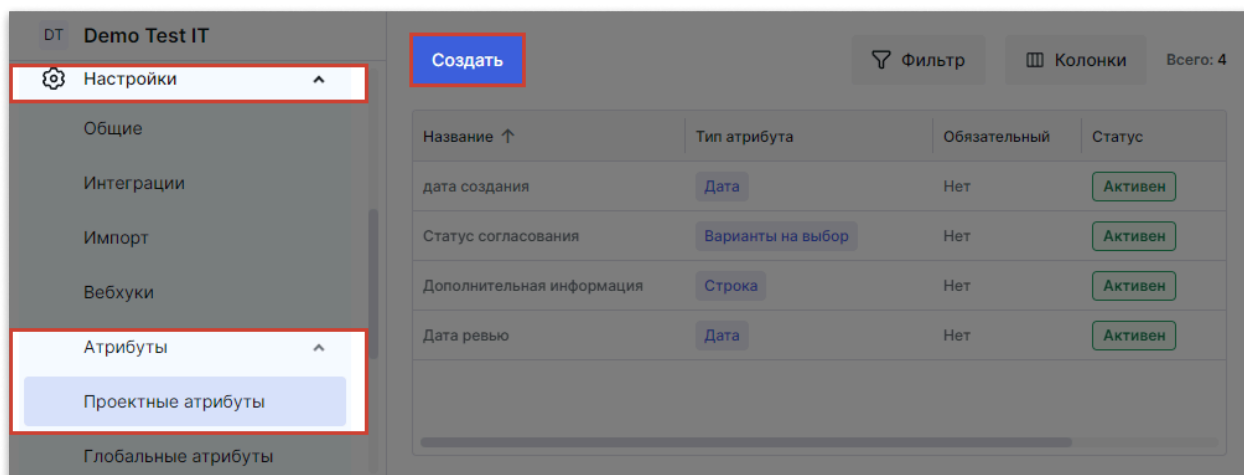 DT Demo Test IT
Настройки
Общие
Интеграции
Импорт
Вебхуки
Атрибуты
Проектные атрибуты
Глобальные атрибуты
Создать
Фильтр
Колонки
Всего: 4
Название ↑ Тип атрибута Обязательный Статус
дата создания Дата Нет Активен
Статус согласования Варианты на выбор Нет Активен
Дополнительная информация Строка Нет Активен
Дата ревью Дата Нет Активен